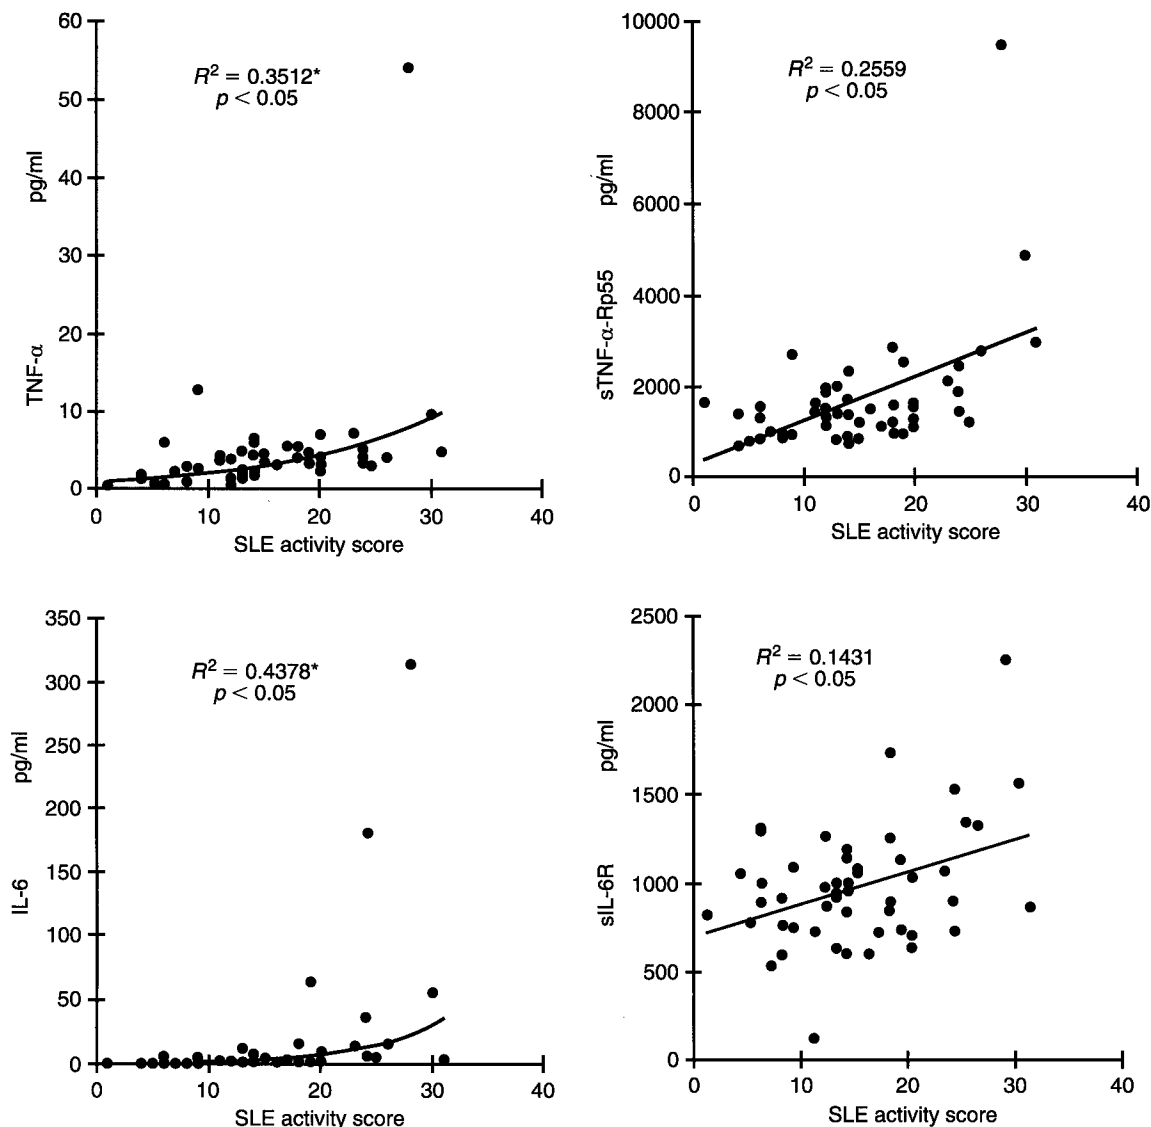 60
50
40
30
20
10
0
pg/ml
TNF-α
R² = 0.3512*
p < 0.05
0 10 20 30 40
SLE activity score
10000
8000
6000
4000
2000
0
pg/ml
sTNF-α-Rp55
R² = 0.2559
p < 0.05
10 20 30 40
SLE activity score
350
300
250
200
150
100
50
0
pg/ml
IL-6
R² = 0.4378*
p < 0.05
0 10 20 30 40
SLE activity score
2500
2000
1500
1000
500
0
pg/ml
sIL-6R
R² = 0.1431
p < 0.05
10 20 30 40
SLE activity score